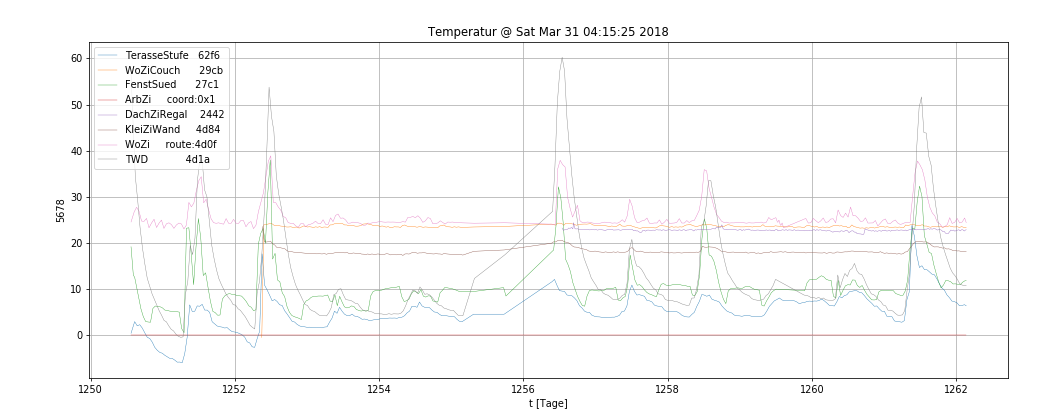 Temperatur @ Sat Mar 31 04:15:25 2018
60
50
40
30
20
10
0
5678
TerasseStufe 62f6
WoZiCouch 29cb
FenstSued 27c1
ArbZi coord:0x1
DachZiRegal 2442
KleiZiWand 4d84
WoZi route:4d0f
TWD 4d1a
1250 1252 1254 1256 1258 1260 1262
t [Tage]